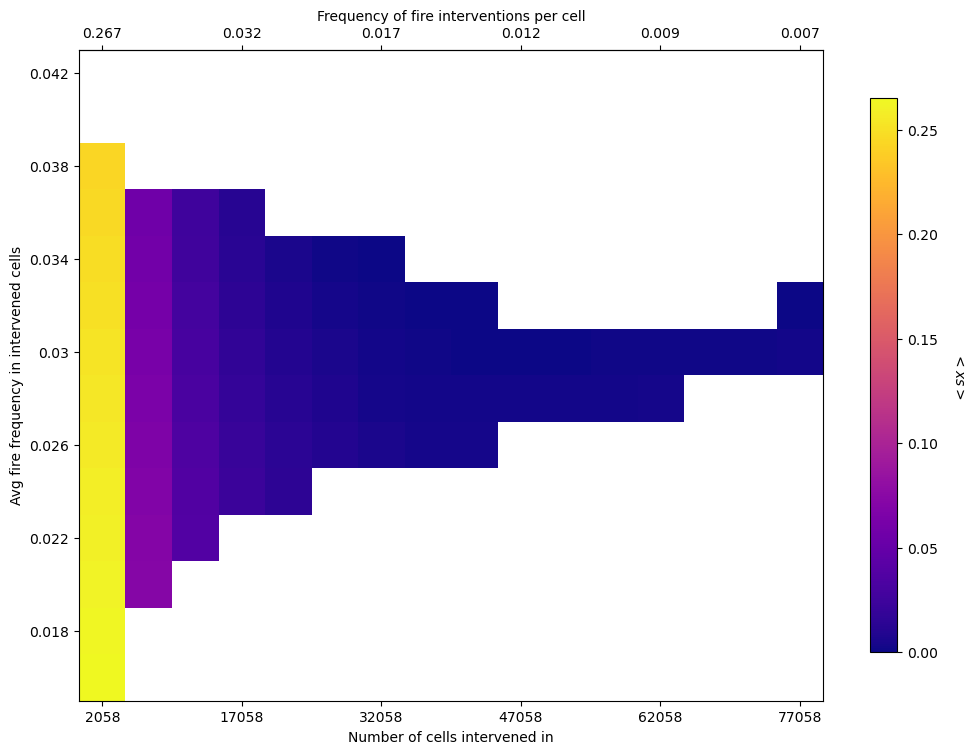 Frequency of fire interventions per cell
0.267 0.032 0.017 0.012 0.009 0.007
Avg fire frequency in intervened cells
0.042
0.038
0.034
0.03
0.026
0.022
0.018
2058 17058 32058 47058 62058 77058
Number of cells intervened in
0.25
0.20
0.15
0.10
0.05
0.00
< sx >